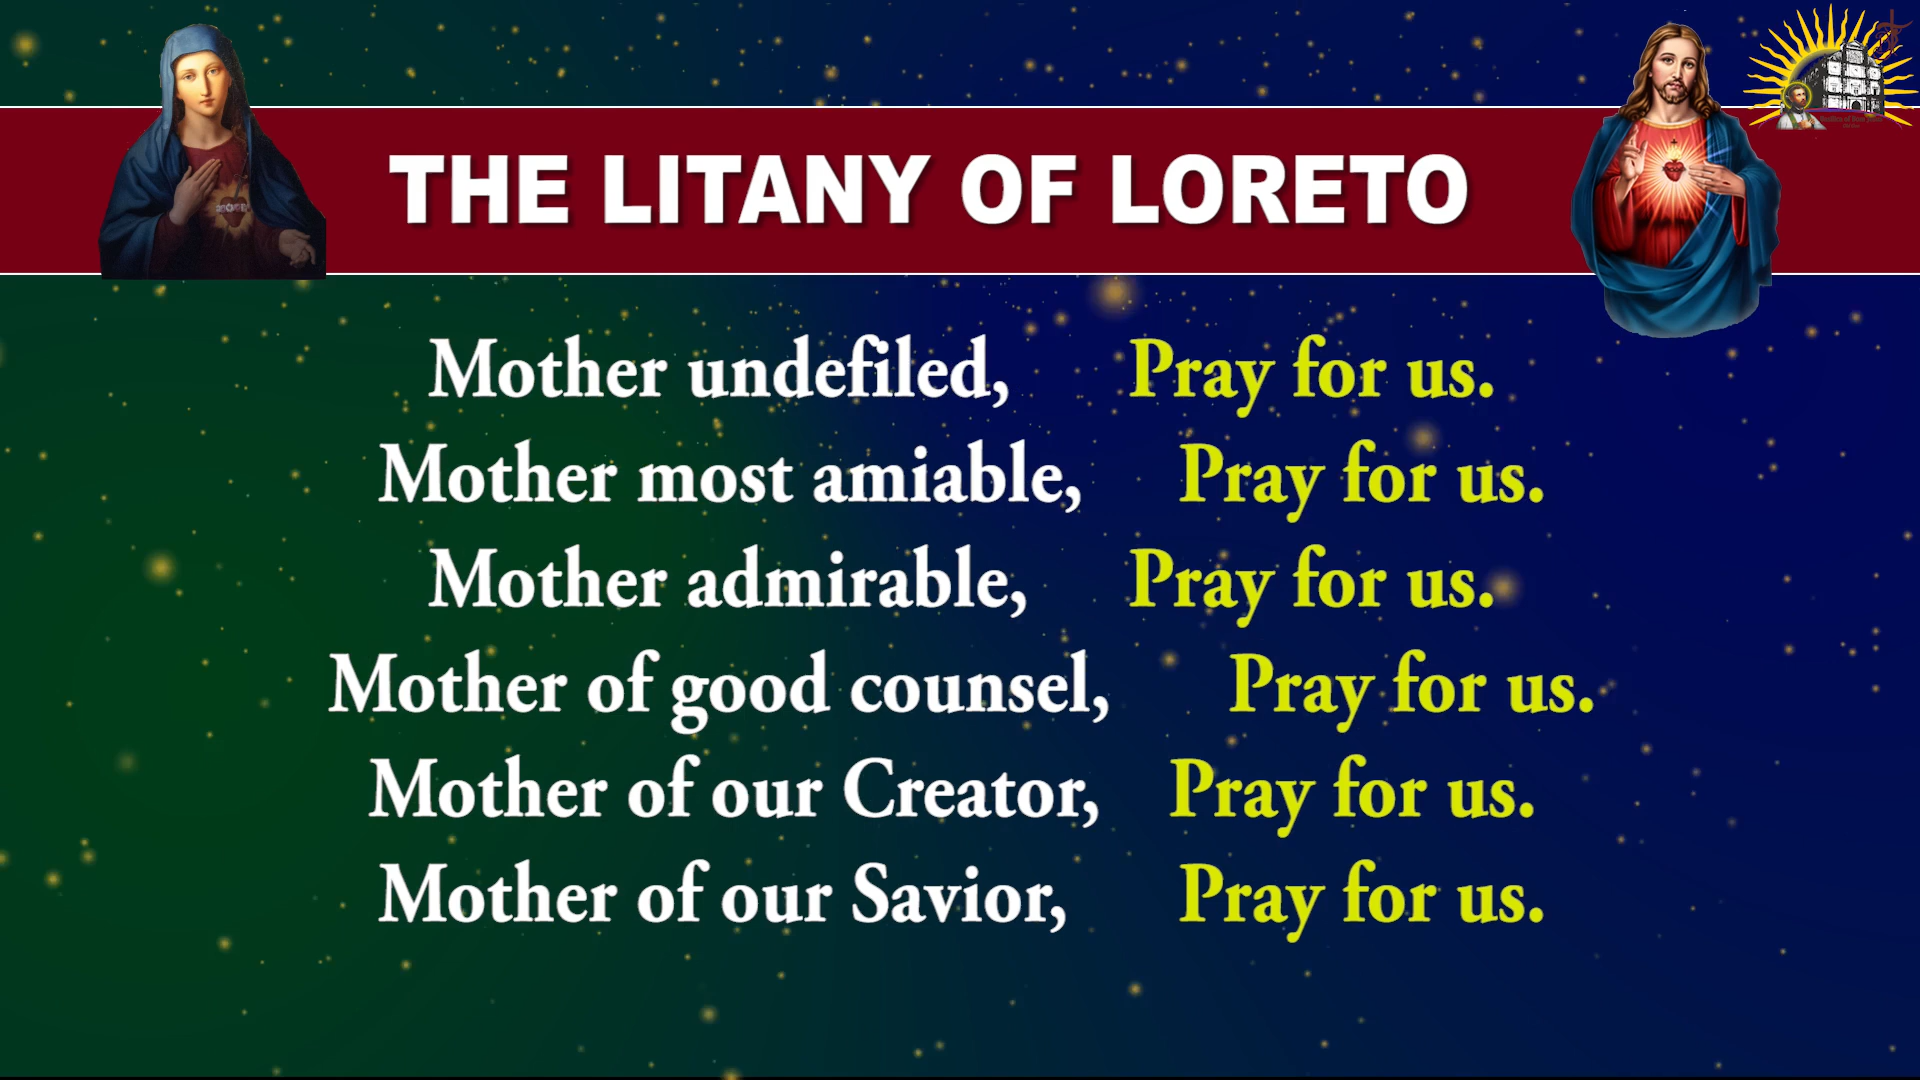 THE LITANY OF LORETO
Mother undefiled, Pray for us.
Mother most amiable, Pray for us.
Mother admirable, Pray for us.
Mother of good counsel, Pray for us.
Mother of our Creator, Pray for us.
Mother of our Savior, Pray for us.